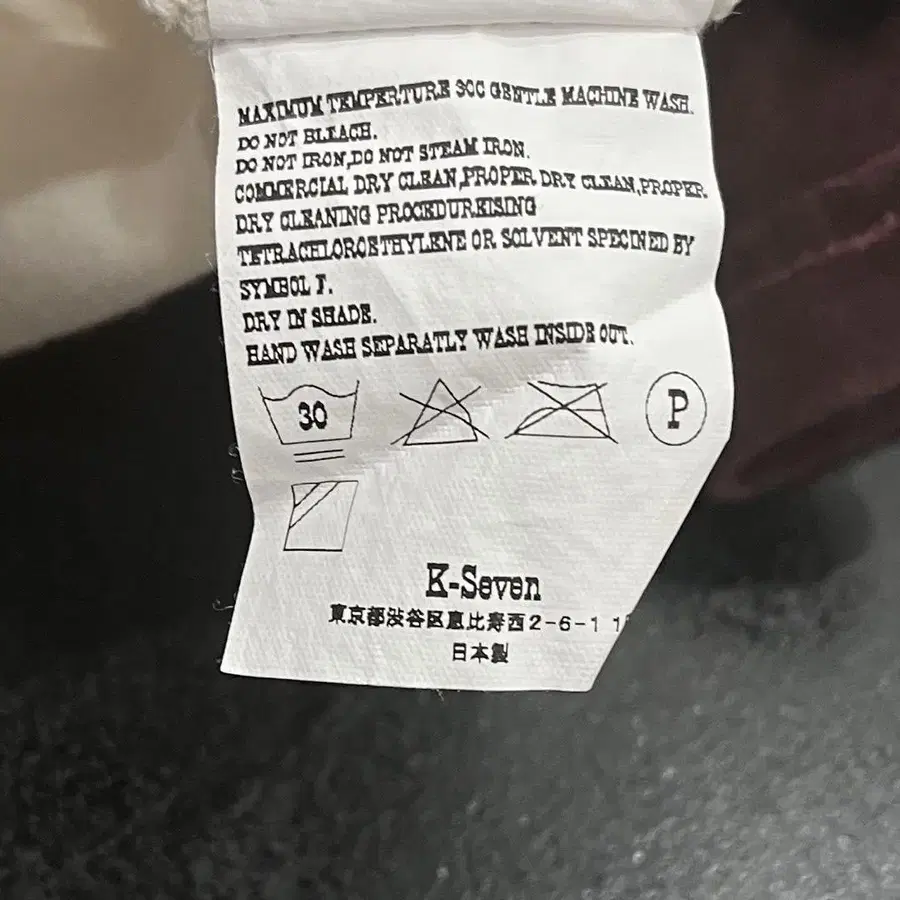 MAXIMUM TEMPERTURE 30C GENTLE MACHINE WASH.
DO NOT BLEACH.
DO NOT IRON,DO NOT STEAM IRON.
COMMERCIAL DRY CLEAN,PROPER DRY CLEAN,PROPER
DRY CLEANING PROCEDUREISING
TETRACHLOROETHYLENE OR SOLVENT SPECINED BY
SYMBOL F.
DRY IN SHADE.
HAND WASH SEPARATLY WASH INSIDE OUT.
30 P
K-Seven
東京都渋谷区恵比寿西2-6-1
日本製